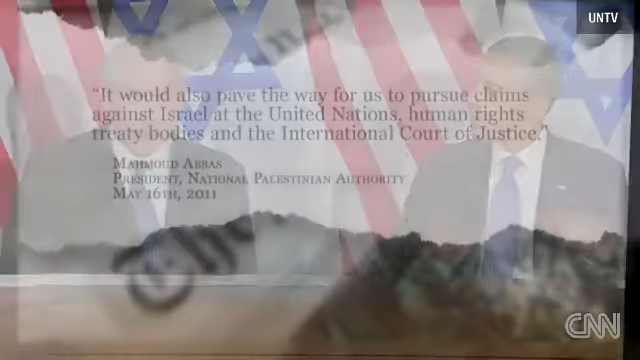 UNTV
“It would also pave the way for us to pursue claims
against Israel at the United Nations, human rights
treaty bodies and the International Court of Justice.”
Mahmoud Abbas
President, National Palestinian Authority
May 16th, 2011
The
CNN